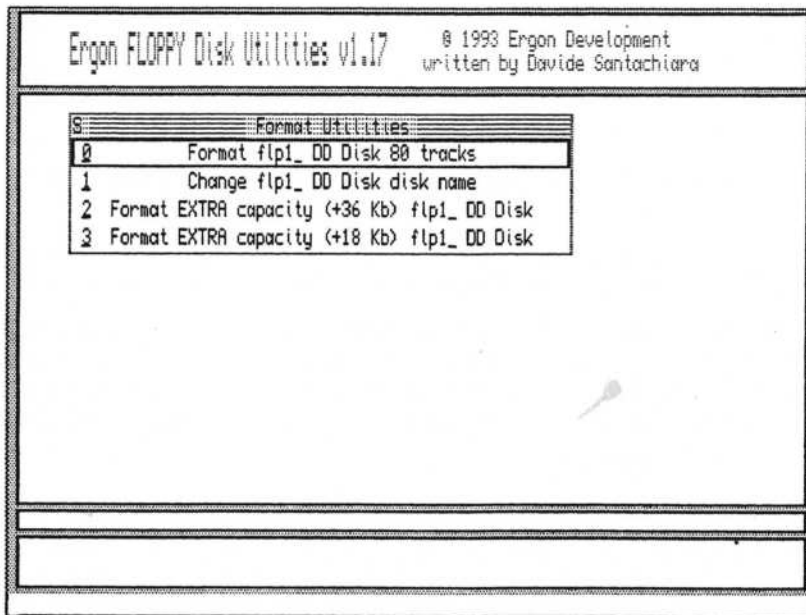 Ergon FLOPPY Disk Utilities v1.17
@ 1993 Ergon Development
written by Davide Santachiara
S Format Utilities
0 Format flp1_ DD Disk 80 tracks
1 Change flp1_ DD Disk disk name
2 Format EXTRA capacity (+36 Kb) flp1_ DD Disk
3 Format EXTRA capacity (+18 Kb) flp1_ DD Disk